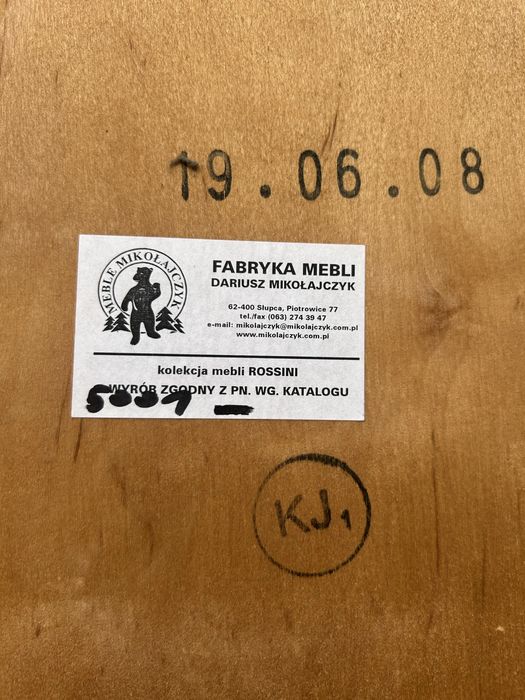 19.06.08
MEBLE MIKOŁAJCZYK
FABRYKA MEBLI
DARIUSZ MIKOŁAJCZYK
62-400 Słupca, Piotrowice 77
tel./fax (063) 274 39 47
e-mail: mikolajczyk@mikolajczyk.com.pl
www.mikolajczyk.com.pl
kolekcja mebli ROSSINI
WYRÓB ZGODNY Z PN. WG. KATALOGU
5001
KJ1